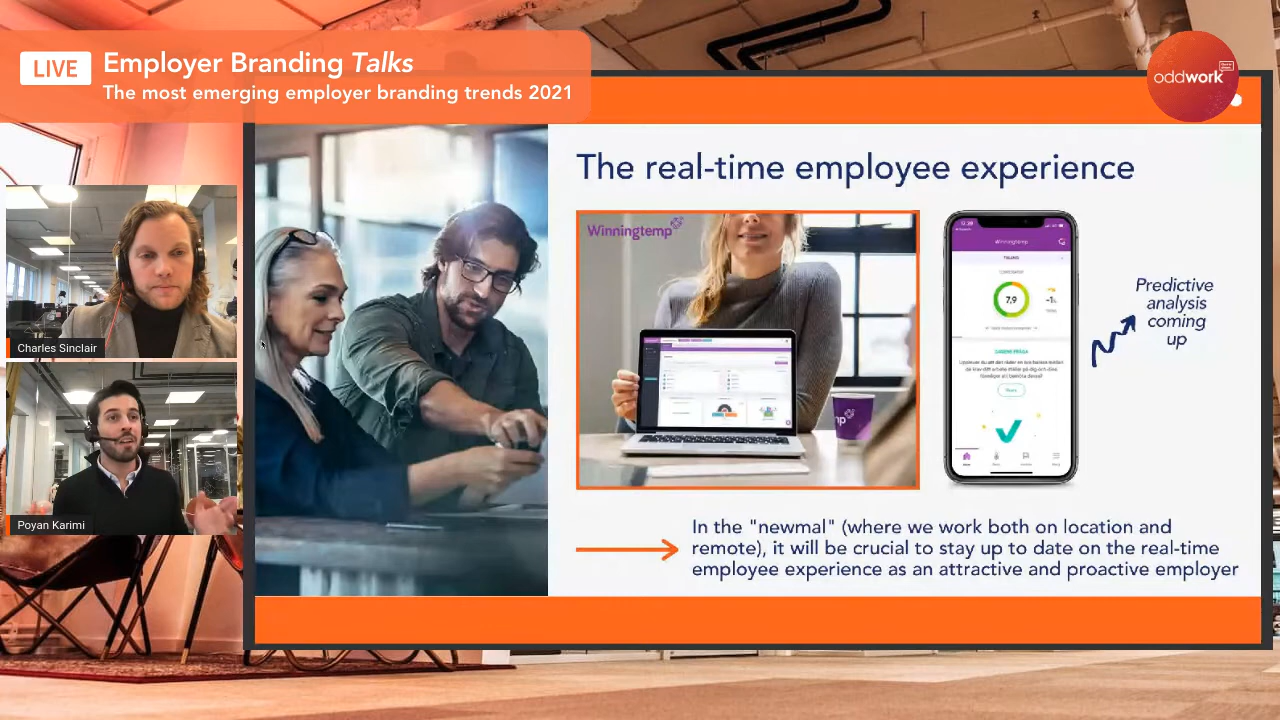 LIVE
Employer Branding Talks
The most emerging employer branding trends 2021
oddwork
Charles Sinclair
Poyan Karimi
The real-time employee experience
Winningtemp
Winningtemp
7,9
Predictive
analysis
coming
up
In the "newmal" (where we work both on location and
remote), it will be crucial to stay up to date on the real-time
employee experience as an attractive and proactive employer